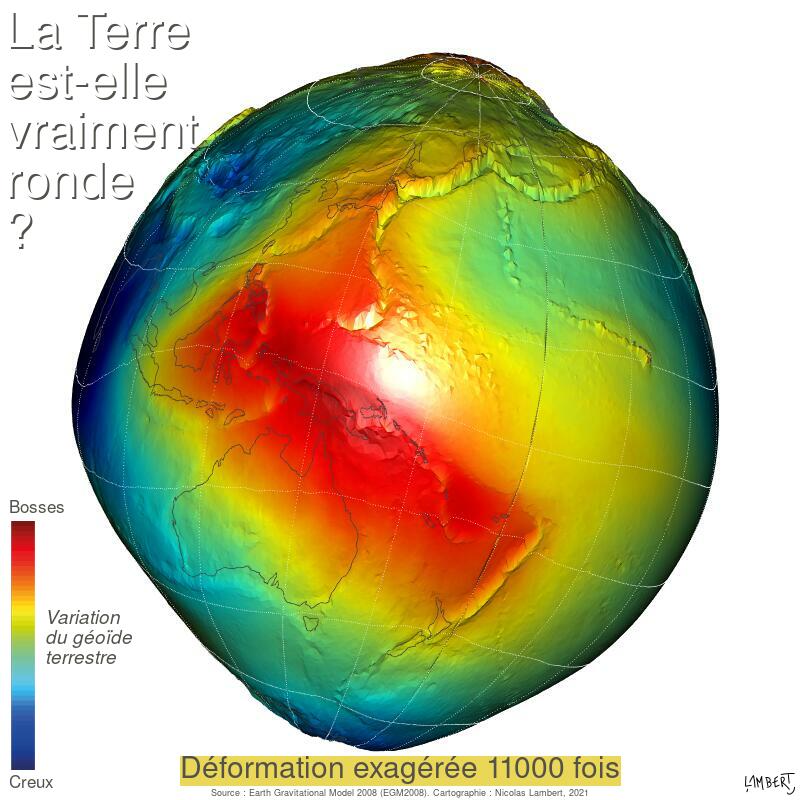 La Terre
est-elle
vraiment
ronde
?
Bosses
Variation
du géoïde
terrestre
Creux
Déformation exagérée 11000 fois
Source : Earth Gravitational Model 2008 (EGM2008). Cartographie : Nicolas Lambert, 2021
LAMBERT